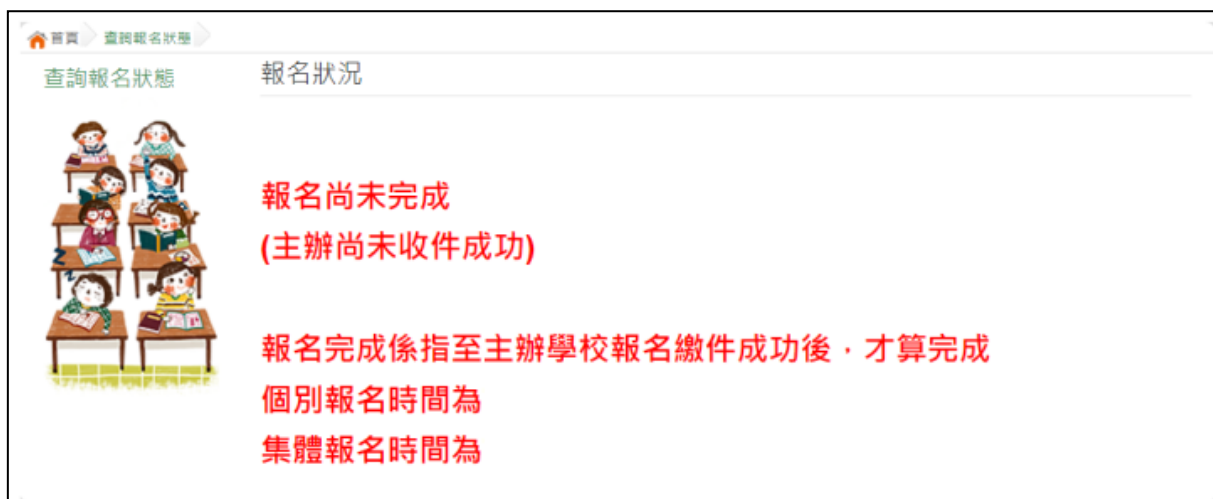 首頁 查詢報名狀態
查詢報名狀態
報名狀況
報名尚未完成
(主辦尚未收件成功)
報名完成係指至主辦學校報名繳件成功後，才算完成
個別報名時間為
集體報名時間為